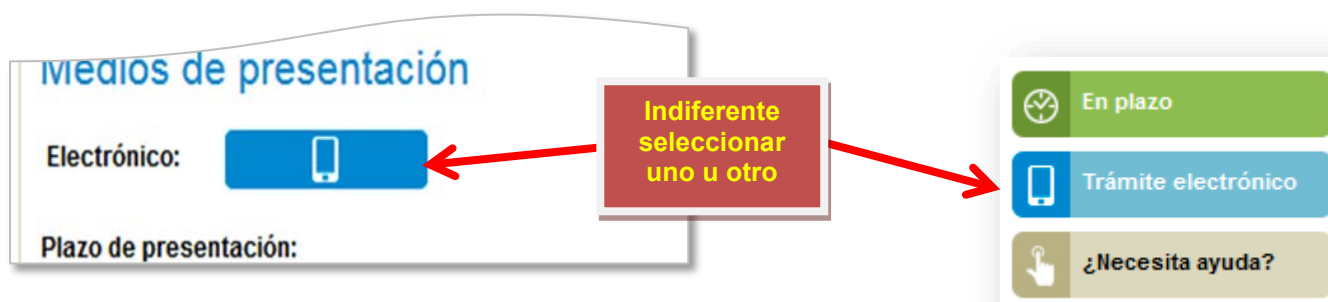 Medios de presentación
Electrónico:
Plazo de presentación:
Indiferente
seleccionar
uno u otro
En plazo
Trámite electrónico
¿Necesita ayuda?